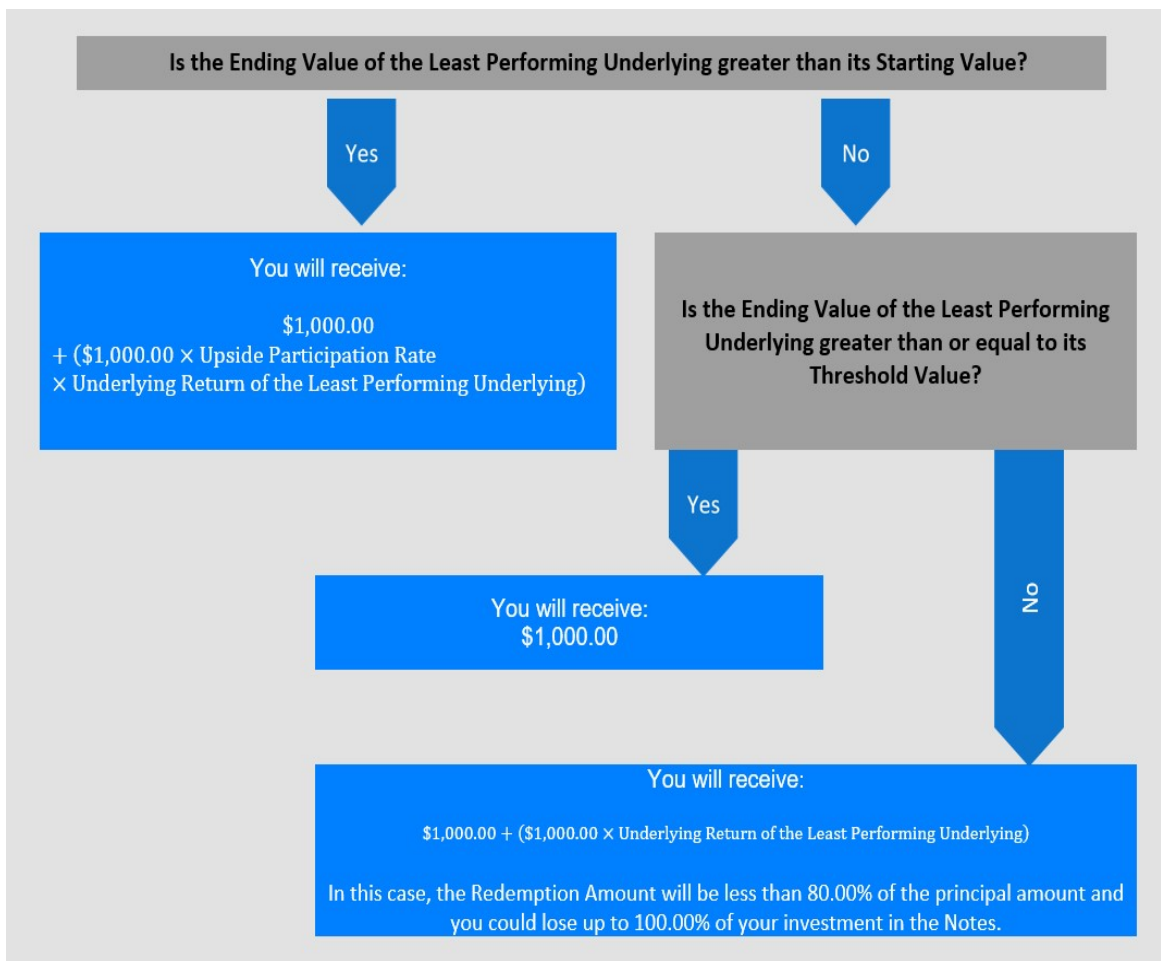 Is the Ending Value of the Least Performing Underlying greater than its Starting Value?
Yes
No
You will receive:
$1,000.00
+ ($1,000.00 × Upside Participation Rate
× Underlying Return of the Least Performing Underlying)
Is the Ending Value of the Least Performing
Underlying greater than or equal to its
Threshold Value?
Yes
No
You will receive:
$1,000.00
You will receive:
$1,000.00 + ($1,000.00 × Underlying Return of the Least Performing Underlying)
In this case, the Redemption Amount will be less than 80.00% of the principal amount and
you could lose up to 100.00% of your investment in the Notes.